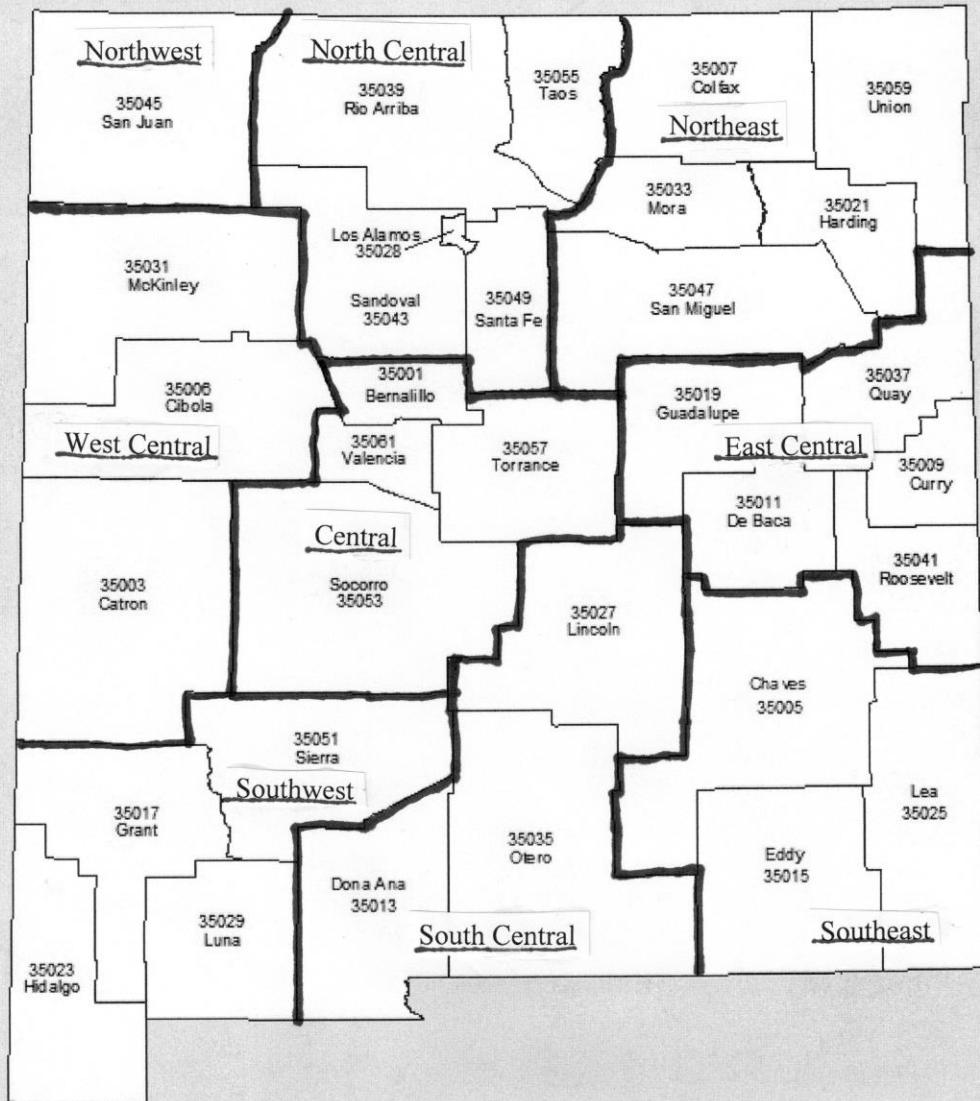 Northwest
North Central
35045
San Juan
35039
Rio Arriba
35055
Taos
35007
Colfax
35059
Union
Northeast
35033
Mora
35021
Harding
Los Alamos
35028
35031
McKinley
Sandoval
35043
35049
Santa Fe
35047
San Miguel
35006
Cibola
35001
Bernalillo
35019
Guadalupe
35037
Quay
West Central
35061
Valencia
35057
Torrance
East Central
35009
Curry
35011
De Baca
Central
35003
Catron
Socorro
35053
35027
Lincoln
35041
Roosevelt
Chaves
35005
35051
Sierra
Southwest
35017
Grant
35035
Otero
Lea
35025
Eddy
35015
Dona Ana
35013
35029
Luna
South Central
Southeast
35023
Hidalgo